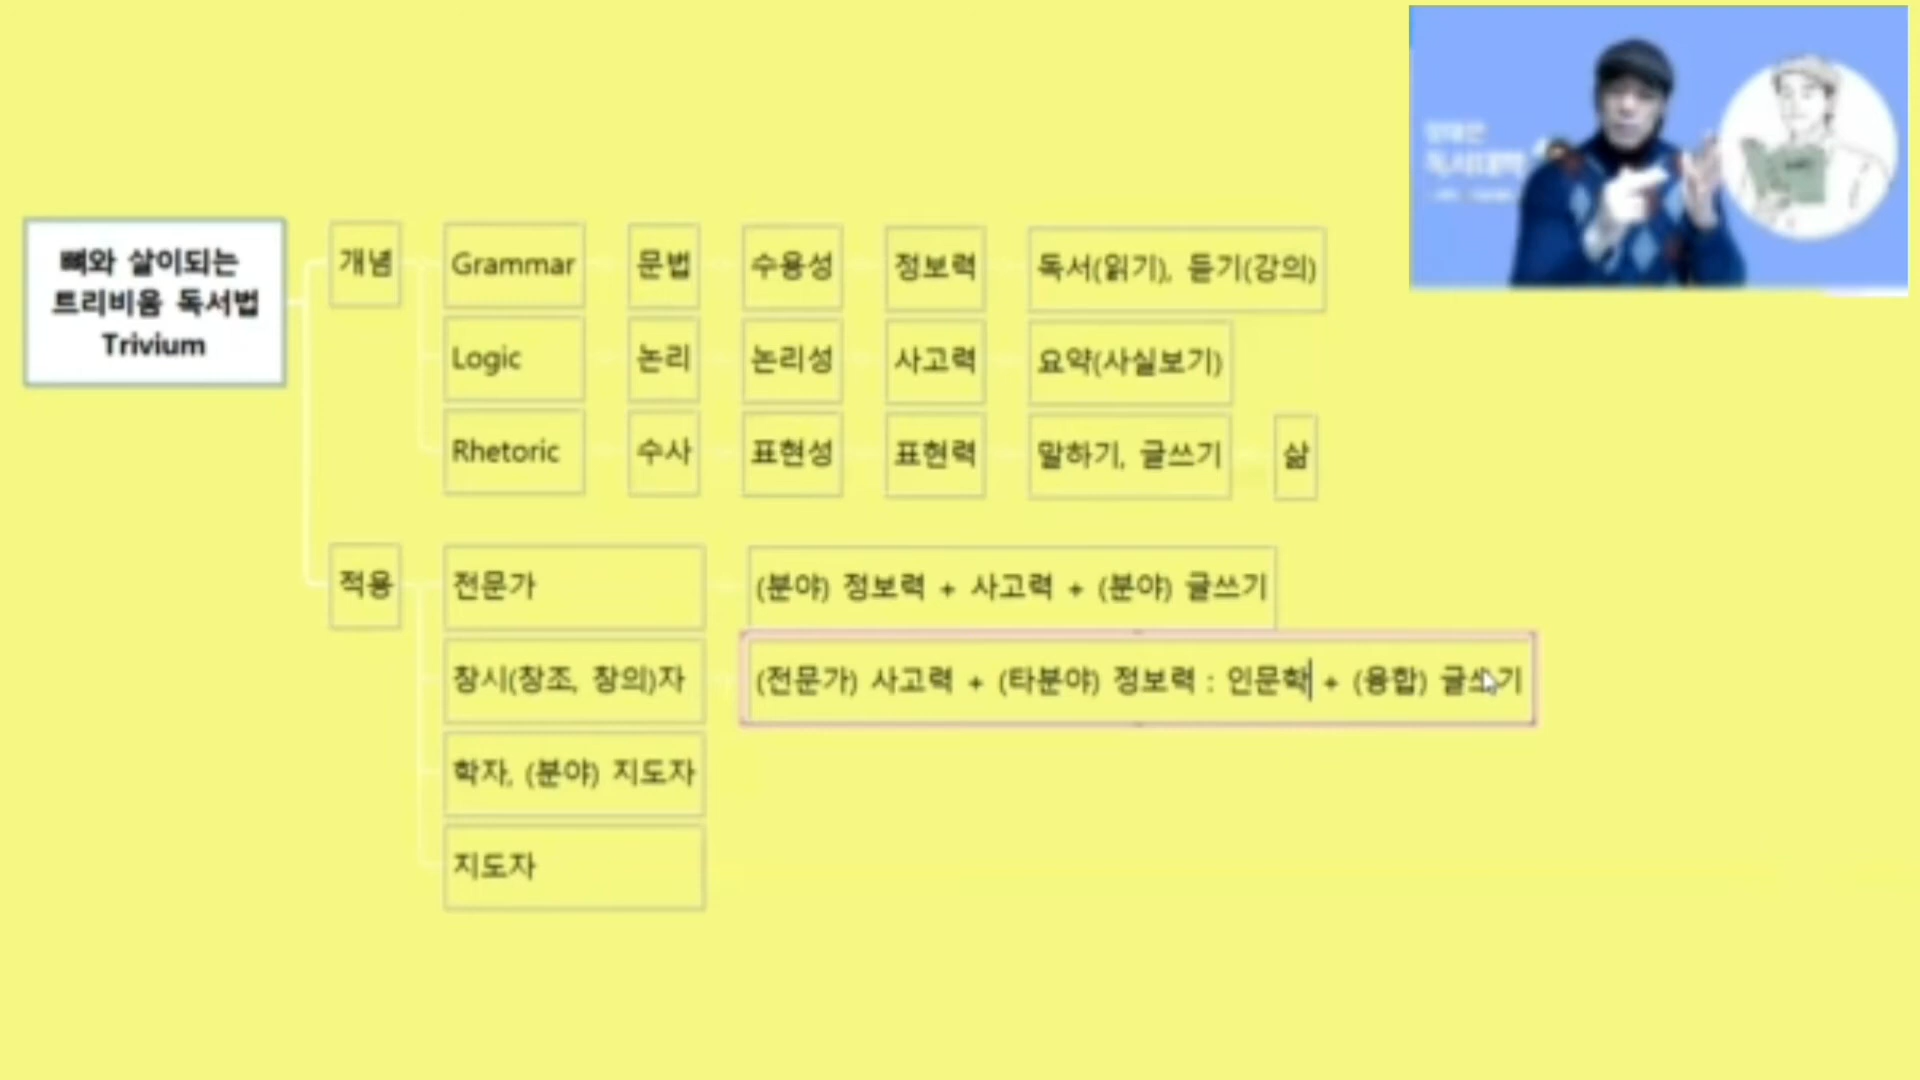 뼈와 살이되는
트리비움 독서법
Trivium
개념
Grammar
문법
수용성
정보력
독서(읽기), 듣기(강의)
Logic
논리
논리성
사고력
요약(사실보기)
Rhetoric
수사
표현성
표현력
말하기, 글쓰기
삶
적용
전문가
(분야) 정보력 + 사고력 + (분야) 글쓰기
창시(창조, 창의)자
(전문가) 사고력 + (타분야) 정보력 : 인문학 + (융합) 글쓰기
학자, (분야) 지도자
지도자
독서대학